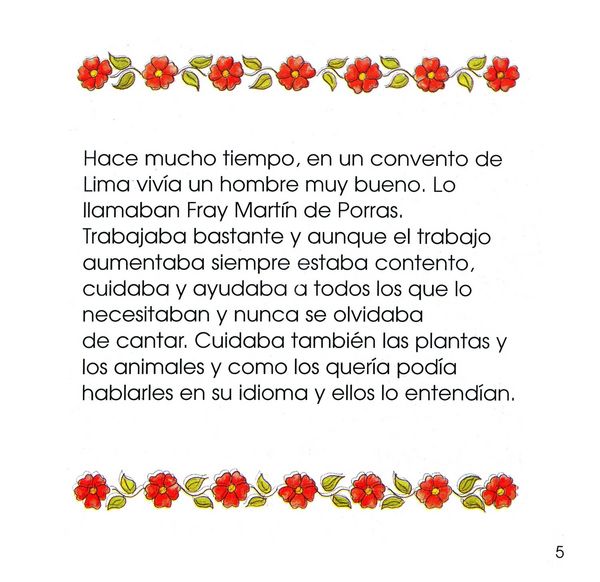 Hace mucho tiempo, en un convento de
Lima vivía un hombre muy bueno. Lo
llamaban Fray Martín de Porras.
Trabajaba bastante y aunque el trabajo
aumentaba siempre estaba contento,
cuidaba y ayudaba a todos los que lo
necesitaban y nunca se olvidaba
de cantar. Cuidaba también las plantas y
los animales y como los quería podía
hablarles en su idioma y ellos lo entendían.
5